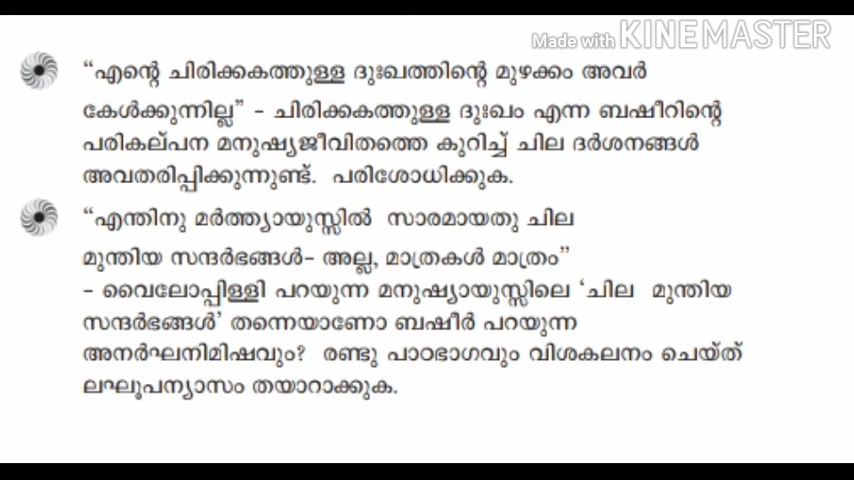 Made with KINEMASTER
“എന്റെ ചിരിക്കകത്തുള്ള ദുഃഖത്തിന്റെ മുഴക്കം അവർ
കേൾക്കുന്നില്ല” - ചിരിക്കകത്തുള്ള ദുഃഖം എന്ന ബഷീറിന്റെ
പരികല്പന മനുഷ്യജീവിതത്തെ കുറിച്ച് ചില ദർശനങ്ങൾ
അവതരിപ്പിക്കുന്നുണ്ട്. പരിശോധിക്കുക.
“എന്തിനു മർത്ത്യായുസ്സിൽ സാരമായതു ചില
മുന്തിയ സന്ദർഭങ്ങൾ- അല്ല, മാത്രകൾ മാത്രം”
- വൈലോപ്പിള്ളി പറയുന്ന മനുഷ്യായുസ്സിലെ ‘ചില മുന്തിയ
സന്ദർഭങ്ങൾ’ തന്നെയാണോ ബഷീർ പറയുന്ന
അനർഘനിമിഷവും? രണ്ടു പാഠഭാഗവും വിശകലനം ചെയ്ത്
ലഘൂപന്യാസം തയാറാക്കുക.